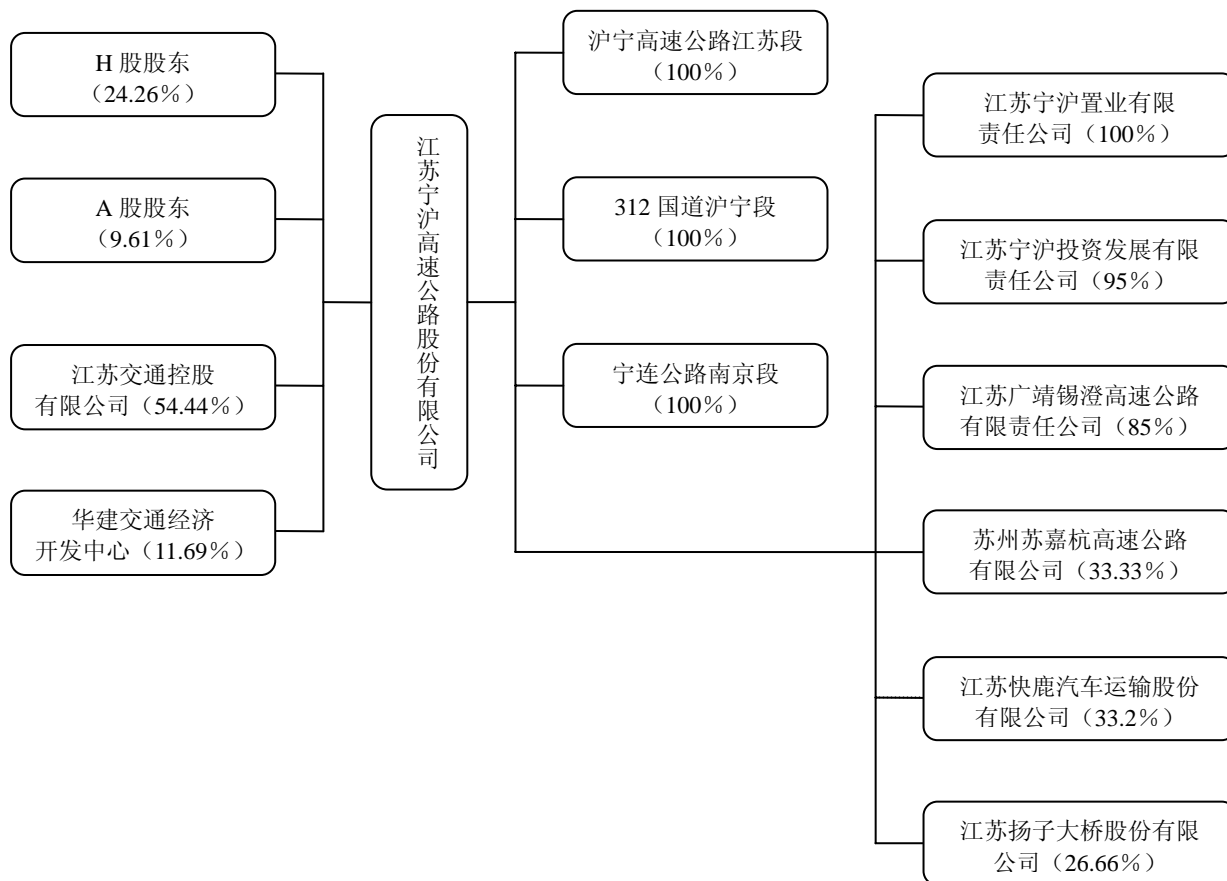 H 股股东
（24.26％）
A 股股东
（9.61％）
江苏交通控股
有限公司（54.44％）
华建交通经济
开发中心（11.69％）
江苏宁沪高速公路股份有限公司
沪宁高速公路江苏段
（100％）
312 国道沪宁段
（100％）
宁连公路南京段
（100％）
江苏宁沪置业有限
责任公司（100％）
江苏宁沪投资发展有限
责任公司（95％）
江苏广靖锡澄高速公路
有限责任公司（85％）
苏州苏嘉杭高速公路
有限公司（33.33％）
江苏快鹿汽车运输股份
有限公司（33.2％）
江苏扬子大桥股份有限
公司（26.66％）